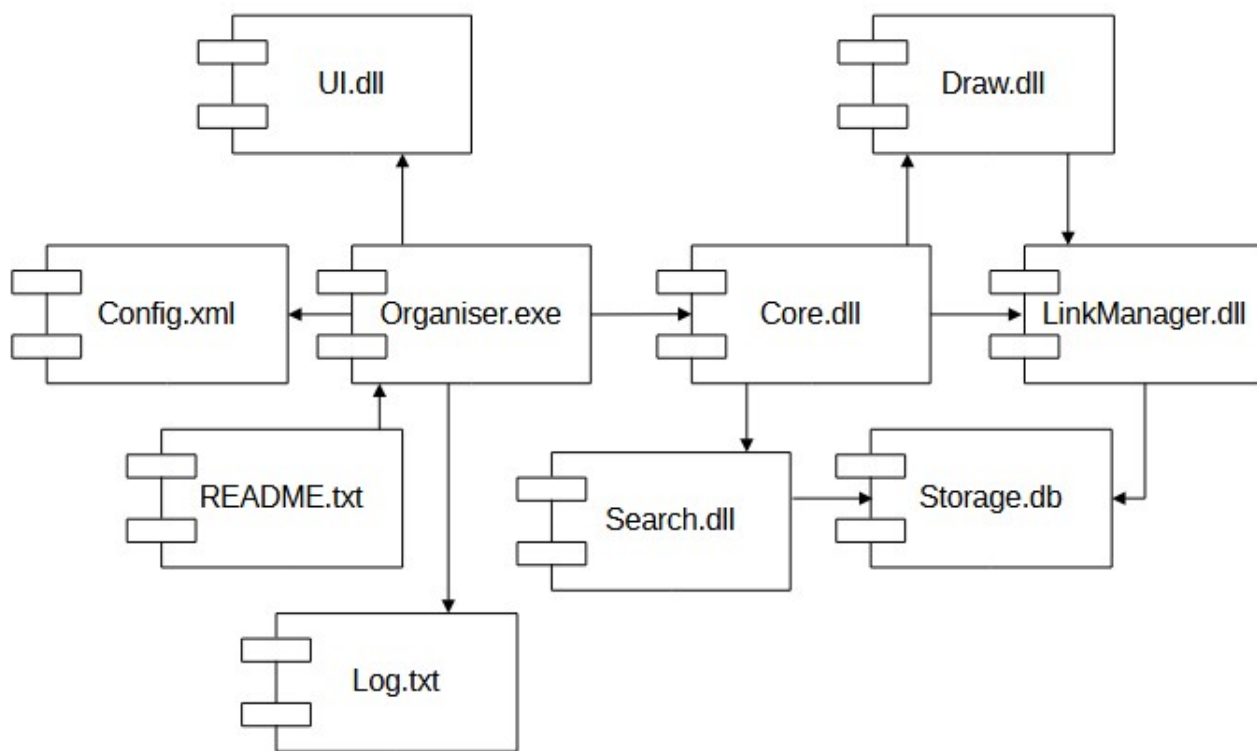 UI.dll
Draw.dll
Config.xml
Organiser.exe
Core.dll
LinkManager.dll
README.txt
Search.dll
Storage.db
Log.txt